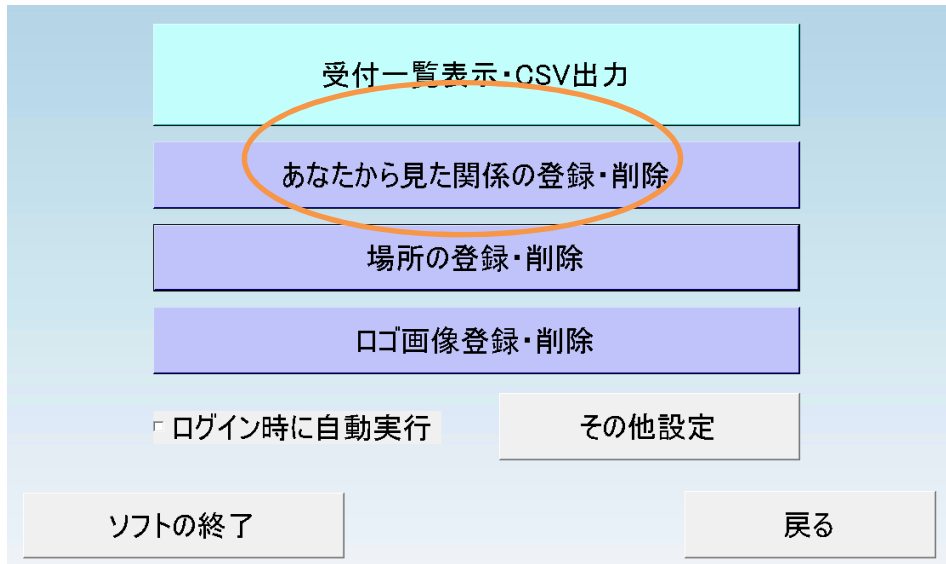 受付一覧表示・CSV出力
あなたから見た関係の登録・削除
場所の登録・削除
ロゴ画像登録・削除
ログイン時に自動実行
その他設定
ソフトの終了
戻る